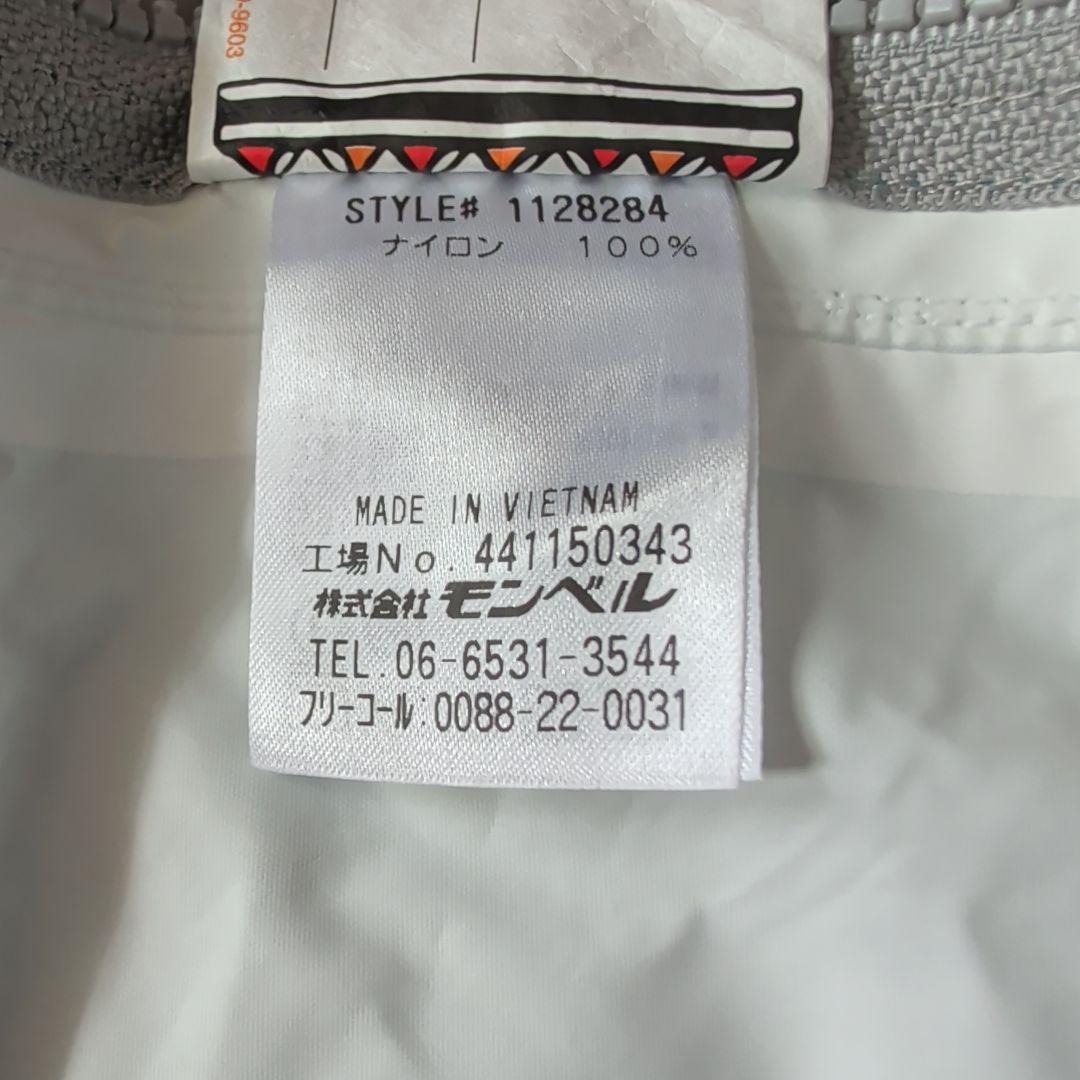 -9603
STYLE# 1128284
ナイロン 100%
MADE IN VIETNAM
工場No. 441150343
株式会社 モンベル
TEL.06-6531-3544
フリーコール:0088-22-0031